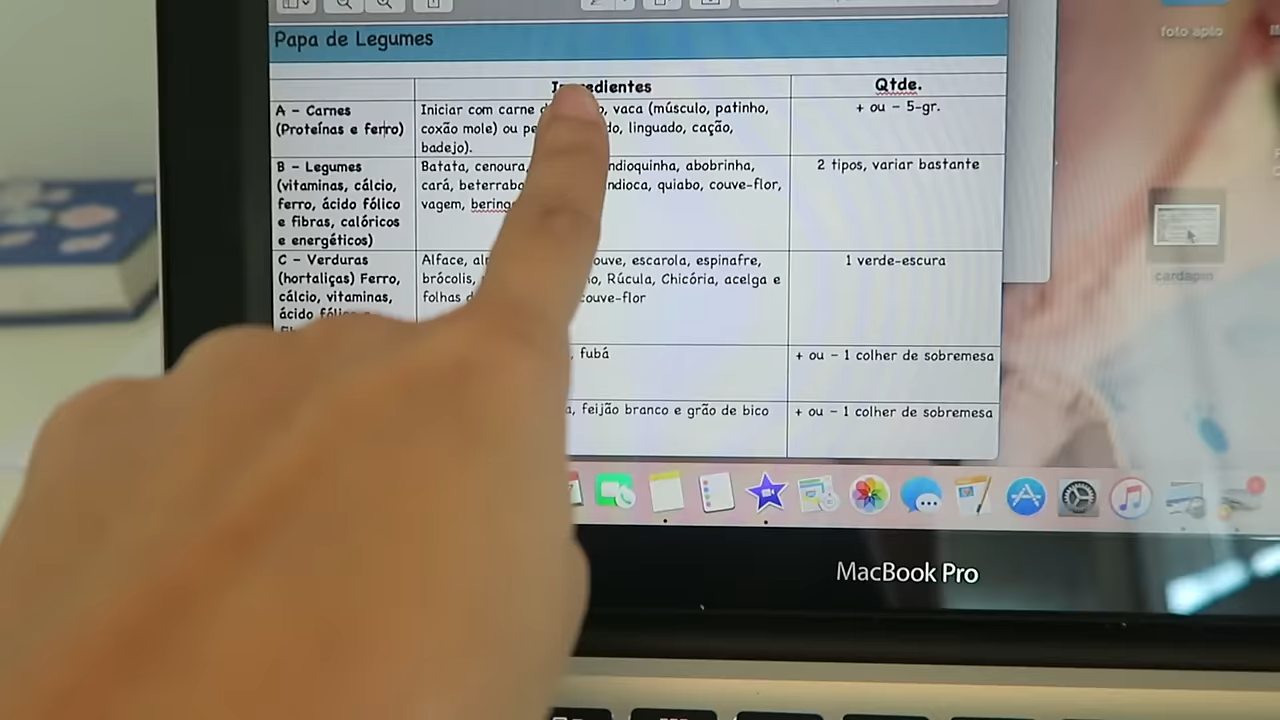 Papa de Legumes
Ingredientes Qtde.
A – Carnes Iniciar com carne vaca (músculo, patinho, + ou – 5-gr.
(Proteínas e ferro) coxão mole) ou linguado, cação,
badejo).
B – Legumes Batata, cenoura, abobrinha, 2 tipos, variar bastante
(vitaminas, cálcio, cará, quiabo, couve-flor,
ferro, ácido fólico vagem,
e fibras, calóricos
e energéticos)
C – Verduras Alface, escarola, espinafre, 1 verde-escura
(hortaliças) Ferro, brócolis, Rúcula, Chicória, acelga e
cálcio, vitaminas, folhas couve-flor
ácido
fubá + ou – 1 colher de sobremesa
feijão branco e grão de bico + ou – 1 colher de sobremesa
foto apto
cardapin
MacBook Pro